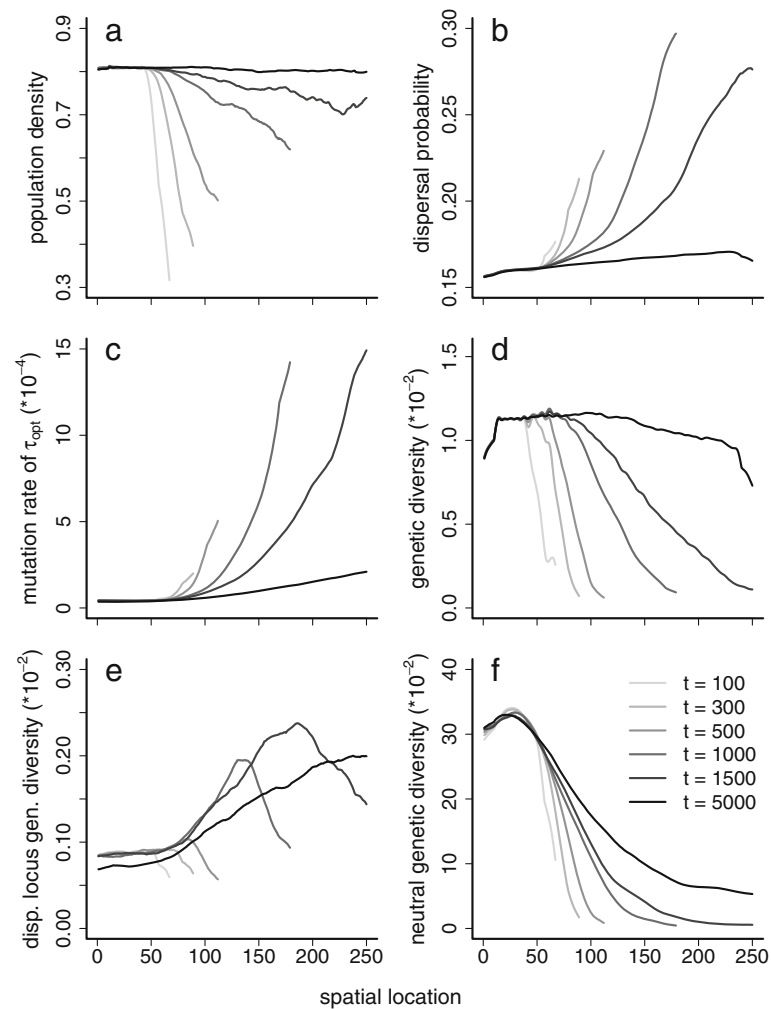 a
population density
0.3
0.5
0.7
0.9
b
dispersal probability
0.15
0.20
0.25
0.30
c
mutation rate of τopt (*10−4)
0
5
10
15
d
genetic diversity (*10−2)
0.0
0.5
1.0
1.5
e
disp. locus gen. diversity (*10−2)
0.00
0.10
0.20
0.30
0 50 100 150 200 250
f
neutral genetic diversity (*10−2)
0
10
20
30
40
t = 100
t = 300
t = 500
t = 1000
t = 1500
t = 5000
0 50 100 150 200 250
spatial location